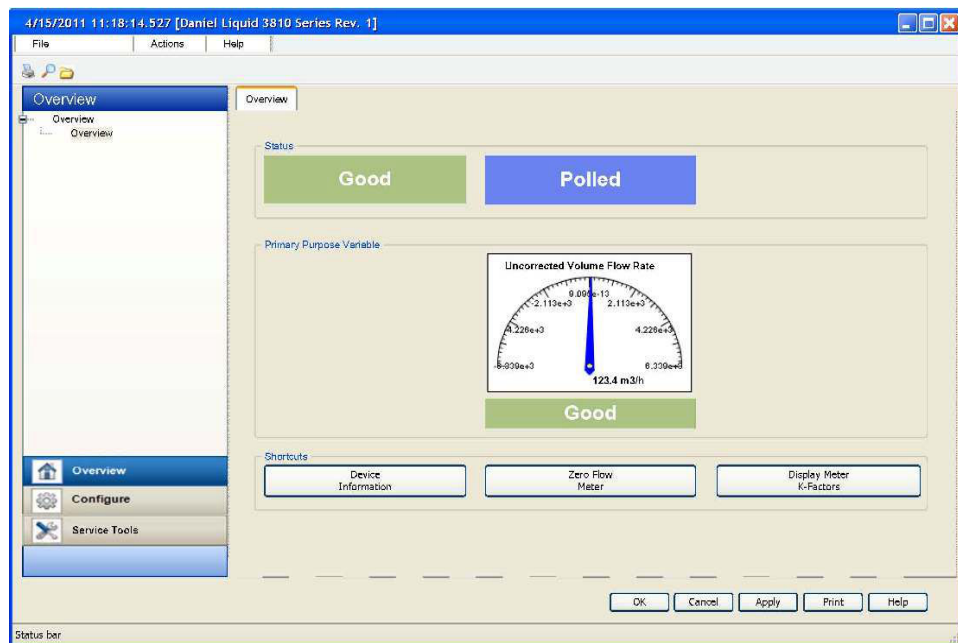 4/15/2011 11:18:14.527 [Daniel Liquid 3810 Series Rev. 1]
File Actions Help
Overview
Overview
Overview
Overview
Status
Good Polled
Primary Purpose Variable
Uncorrected Volume Flow Rate
-2.113e+3 2.113e+3
4.226e+3 4.226e+3
6.339e+3
123.4 m3/h
Good
Shortcuts
Device
Information
Zero Flow
Meter
Display Meter
K-Factors
Overview
Configure
Service Tools
OK Cancel Apply Print Help
Status bar